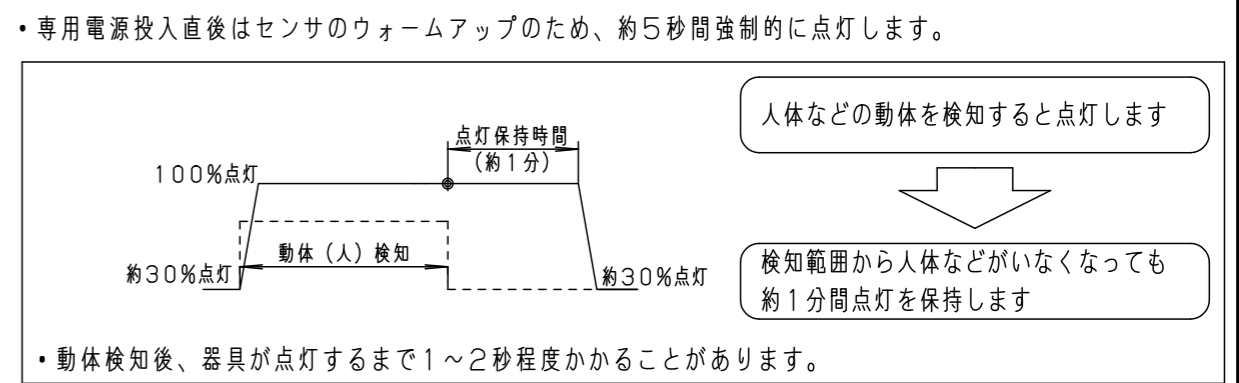 ・専用電源投入直後はセンサのウォームアップのため、約５秒間強制的に点灯します。
点灯保持時間
(約１分)
１００%点灯
動体（人）検知
約３０%点灯
約３０%点灯
人体などの動体を検知すると点灯します
検知範囲から人体などがいなくなっても
約１分間点灯を保持します
・動体検知後、器具が点灯するまで１～２秒程度かかることがあります。